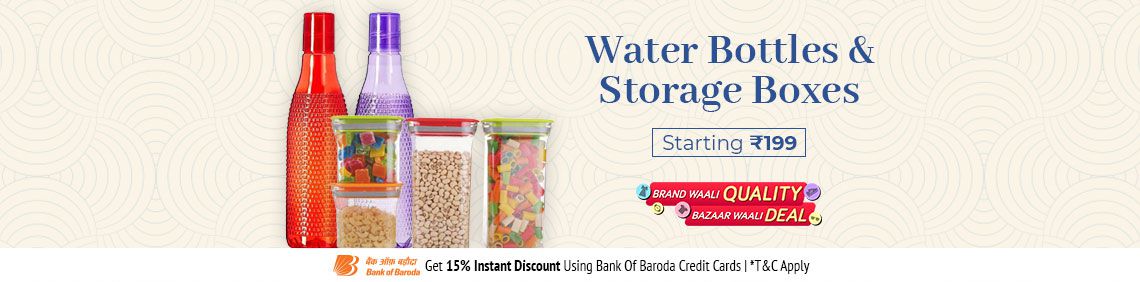 Water Bottles &
Storage Boxes
Starting ₹199
BRAND WAALI QUALITY
BAZAAR WAALI DEAL
बैंक ऑफ़ बड़ौदा
Bank of Baroda
Get 15% Instant Discount Using Bank Of Baroda Credit Cards | *T&C Apply